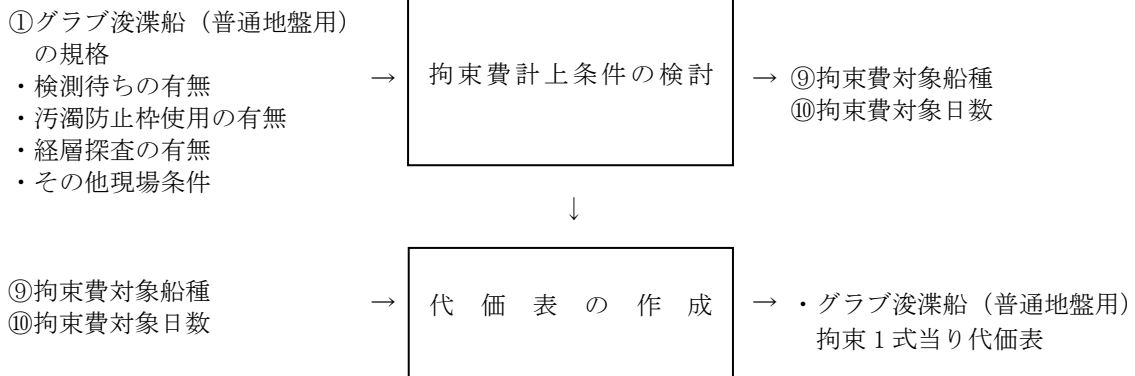 ①グラブ浚渫船（普通地盤用）
の規格
・検測待ちの有無
・汚濁防止枠使用の有無
・経層探査の有無
・その他現場条件
→
拘束費計上条件の検討
→
⑨拘束費対象船種
⑩拘束費対象日数
↓
⑨拘束費対象船種
⑩拘束費対象日数
→
代価表の作成
→
・グラブ浚渫船（普通地盤用）
拘束１式当り代価表